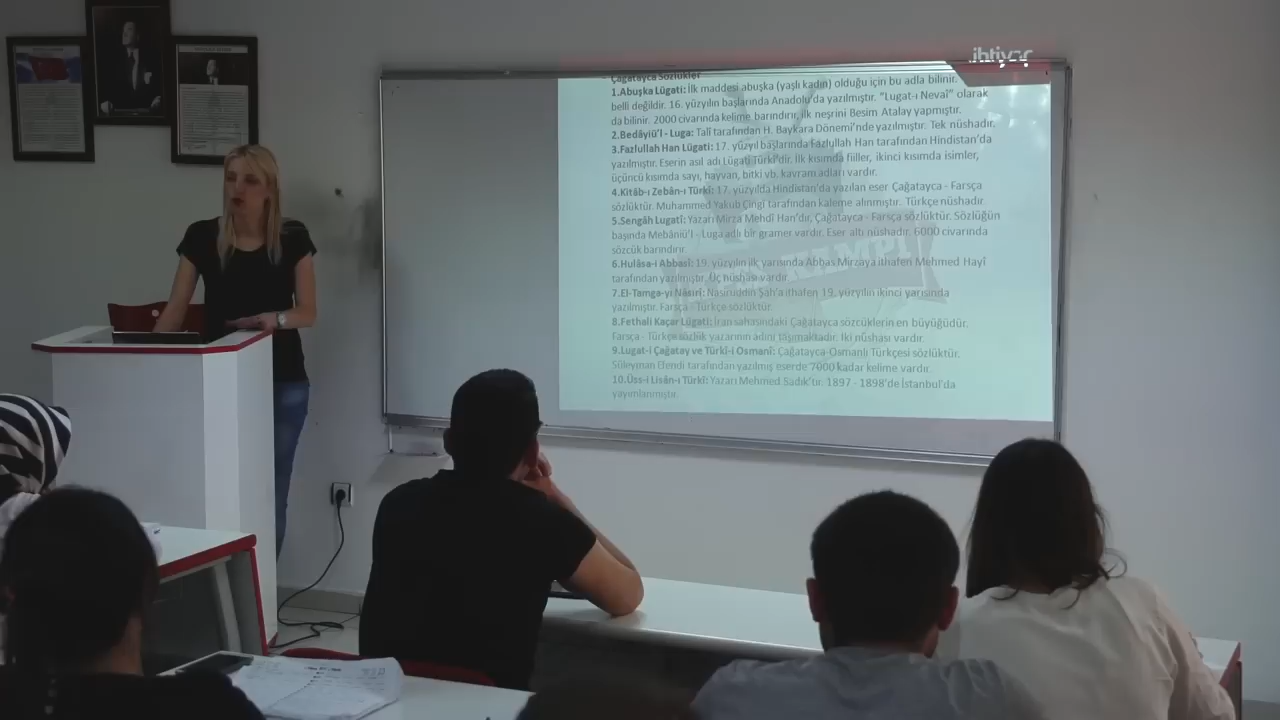 ihtiyaç
Çağatayca Sözlükler
1.Abuşka Lügati: İlk maddesi abuşka (yaşlı kadın) olduğu için bu adla bilinir.
belli değildir. 16. yüzyılın başlarında Anadolu'da yazılmıştır. "Lugat-ı Nevaî" olarak
da bilinir. 2000 civarında kelime barındırır, ilk neşrini Besim Atalay yapmıştır.
2.Bedâyiü'l - Luga: Talî tarafından H. Baykara Dönemi'nde yazılmıştır. Tek nüshadır.
3.Fazlullah Han Lügati: 17. yüzyıl başlarında Fazlullah Han tarafından Hindistan'da
yazılmıştır. Eserin asıl adı Lügati Türkî'dir. İlk kısımda fiiller, ikinci kısımda isimler,
üçüncü kısımda sayı, hayvan, bitki vb. kavram adları vardır.
4.Kitâb-ı Zebân-ı Türkî: 17. yüzyılda Hindistan'da yazılan eser Çağatayca - Farsça
sözlüktür. Muhammed Yakub Çingî tarafından kaleme alınmıştır. Türkçe nüshadır
5.Sengâh Lugatî: Yazarı Mirza Mehdî Han'dır, Çağatayca - Farsça sözlüktür. Sözlüğün
başında Mebâniü'l - Luga adlı bir gramer vardır. Eser altı nüshadır. 6000 civarında
sözcük barındırır.
6.Hulâsa-i Abbasî: 19. yüzyılın ilk yarısında Abbas Mirzaya ithafen Mehmed Hayî
tarafından yazılmıştır. Üç nüshası vardır.
7.El-Tamga-yı Nâsırî: Nasıruddin Şah'a ithafen 19. yüzyılın ikinci yarısında
yazılmıştır. Farsça - Türkçe sözlüktür.
8.Fethali Kaçar Lügati: İran sahasındaki Çağatayca sözcüklerin en büyüğüdür.
Farsça - Türkçe sözlük yazarının adını taşımaktadır. İki nüshası vardır.
9.Lugat-i Çağatay ve Türkî-i Osmanî: Çağatayca-Osmanlı Türkçesi sözlüktür.
Süleyman Efendi tarafından yazılmış eserde 7000 kadar kelime vardır.
10.Üss-i Lisân-ı Türkî: Yazarı Mehmed Sadık'tır. 1897 - 1898'de İstanbul'da
yayımlanmıştır.